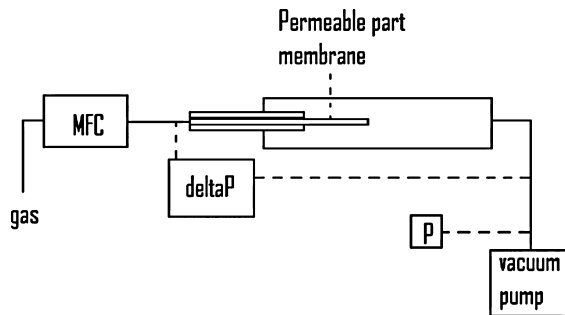 Permeable part
membrane
MFC
deltaP
gas
P
vacuum
pump